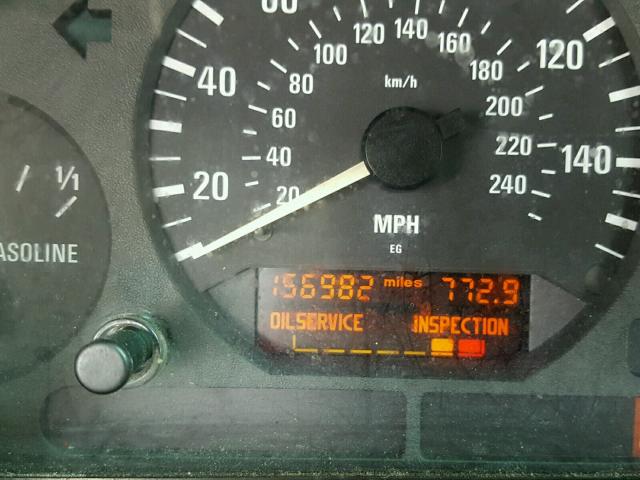 60
120 140 160
100
120
40
80
km/h
180
60
200
1/1
40
220
140
20
20
240
MPH
ASOLINE
EG
156982 miles 772.9
OILSERVICE INSPECTION